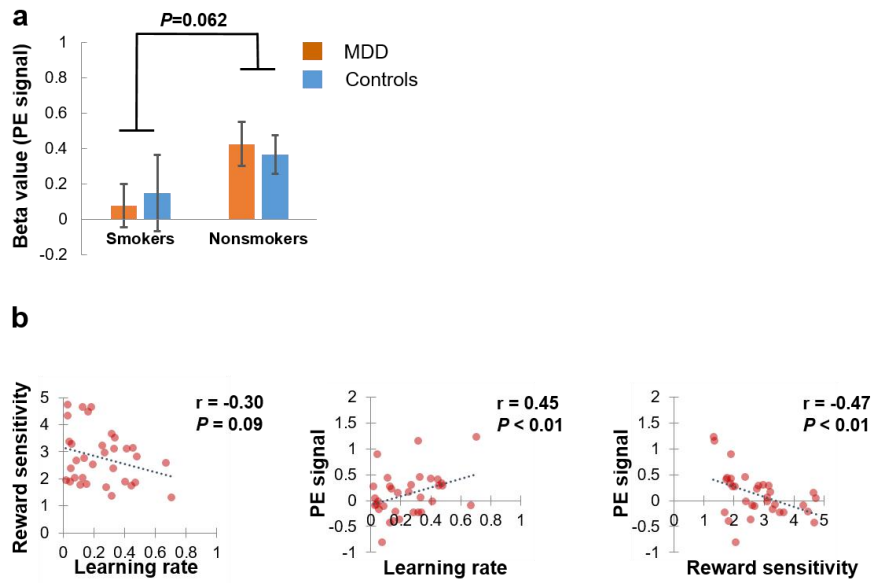 a
P=0.062
1
0.8
0.6
0.4
0.2
0
-0.2
Beta value (PE signal)
Smokers
Nonsmokers
MDD
Controls
b
r = -0.30
P = 0.09
5
4
3
2
1
0
Reward sensitivity
0 0.2 0.4 0.6 0.8 1
Learning rate
r = 0.45
P < 0.01
2
1.5
1
0.5
0
-0.5
-1
PE signal
0 0.2 0.4 0.6 0.8 1
Learning rate
r = -0.47
P < 0.01
2
1.5
1
0.5
0
-0.5
-1
PE signal
0 1 2 3 4 5
Reward sensitivity